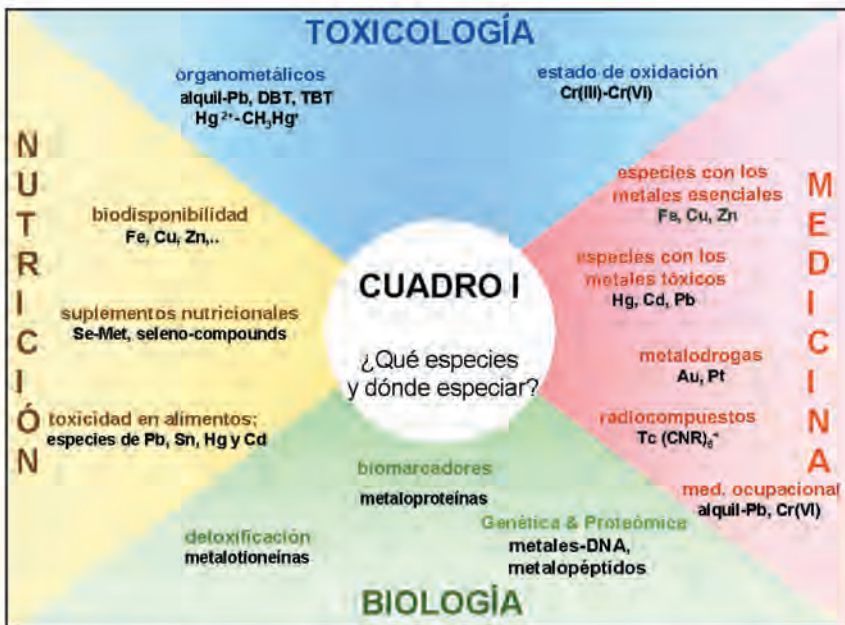 TOXICOLOGÍA
organometálicos
alquil-Pb, DBT, TBT
Hg²⁺-CH₃Hg⁺
estado de oxidación
Cr(III)-Cr(VI)
NUTRICIÓN
biodisponibilidad
Fe, Cu, Zn,..
suplementos nutricionales
Se-Met, seleno-compounds
toxicidad en alimentos:
especies de Pb, Sn, Hg y Cd
CUADRO I
¿Qué especies
y dónde especiar?
MEDICINA
especies con los
metales esenciales
Fe, Cu, Zn
especies con los
metales tóxicos
Hg, Cd, Pb
metalodrogas
Au, Pt
radiocompuestos
Tc (CNR)₆⁺
med. ocupacional
alquil-Pb, Cr(VI)
biomarcadores
metaloproteínas
detoxificación
metalotioneínas
Genética & Proteómice
metales-DNA,
metalopéptidos
BIOLOGÍA